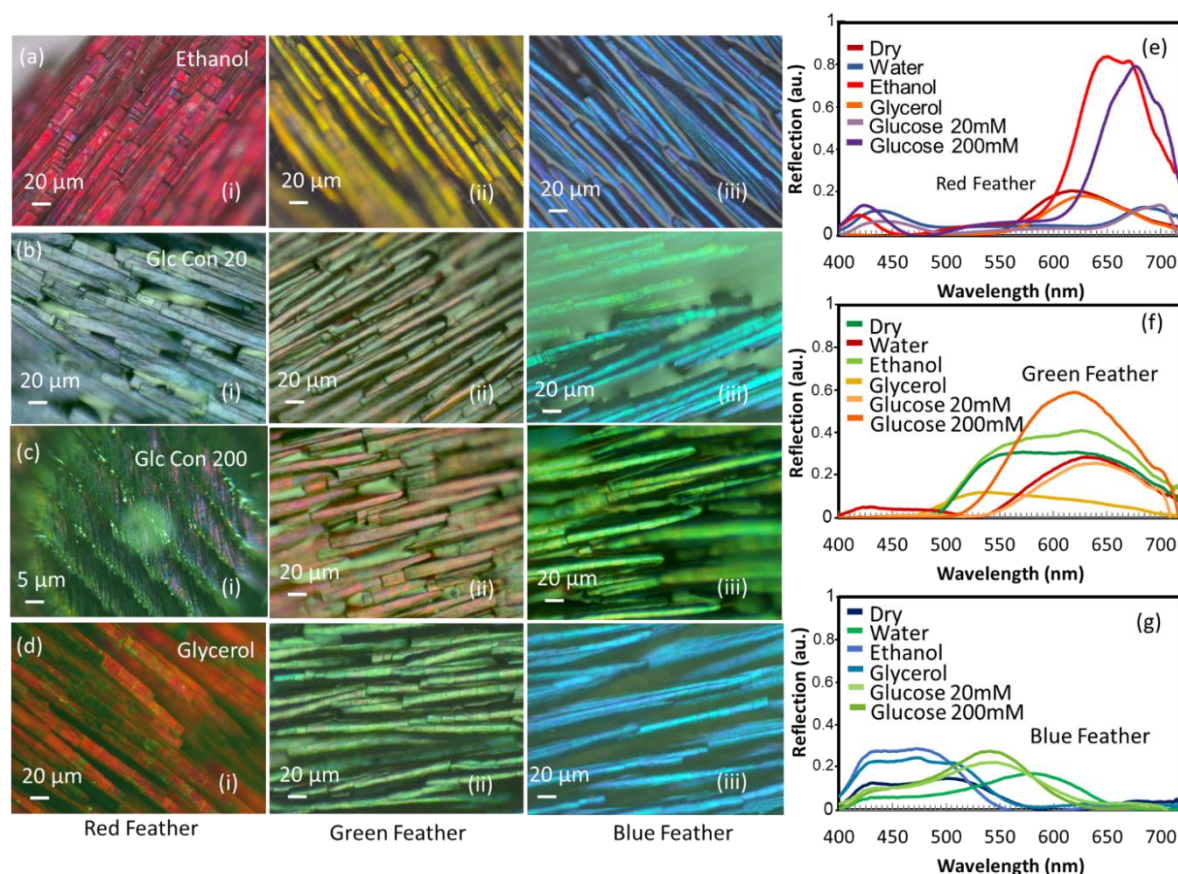 (a)
Ethanol
20 µm
(i)
20 µm
(ii)
20 µm
(iii)
(b)
Glc Con 20
20 µm
(i)
20 µm
(ii)
20 µm
(iii)
(c)
Glc Con 200
5 µm
(i)
20 µm
(ii)
20 µm
(iii)
(d)
Glycerol
20 µm
(i)
20 µm
(ii)
20 µm
(iii)
Red Feather
Green Feather
Blue Feather
(e)
Dry
Water
Ethanol
Glycerol
Glucose 20mM
Glucose 200mM
Red Feather
Reflection (au.)
1
0.8
0.6
0.4
0.2
0
400 450 500 550 600 650 700
Wavelength (nm)
(f)
Dry
Water
Ethanol
Glycerol
Glucose 20mM
Glucose 200mM
Green Feather
Reflection (au.)
1
0.8
0.6
0.4
0.2
0
400 450 500 550 600 650 700
Wavelength (nm)
(g)
Dry
Water
Ethanol
Glycerol
Glucose 20mM
Glucose 200mM
Blue Feather
Reflection (au.)
1
0.8
0.6
0.4
0.2
0
400 450 500 550 600 650 700
Wavelength (nm)